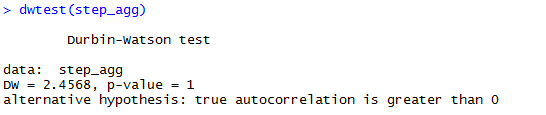 > dwtest(step_agg)
Durbin-Watson test
data: step_agg
DW = 2.4568, p-value = 1
alternative hypothesis: true autocorrelation is greater than 0